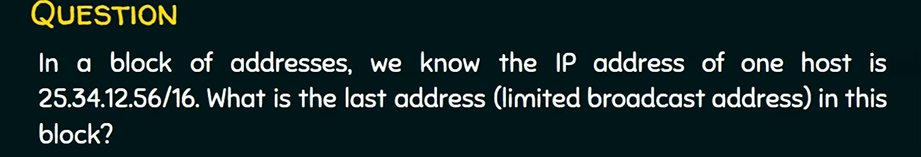 QUESTION
In a block of addresses, we know the IP address of one host is
25.34.12.56/16. What is the last address (limited broadcast address) in this
block?